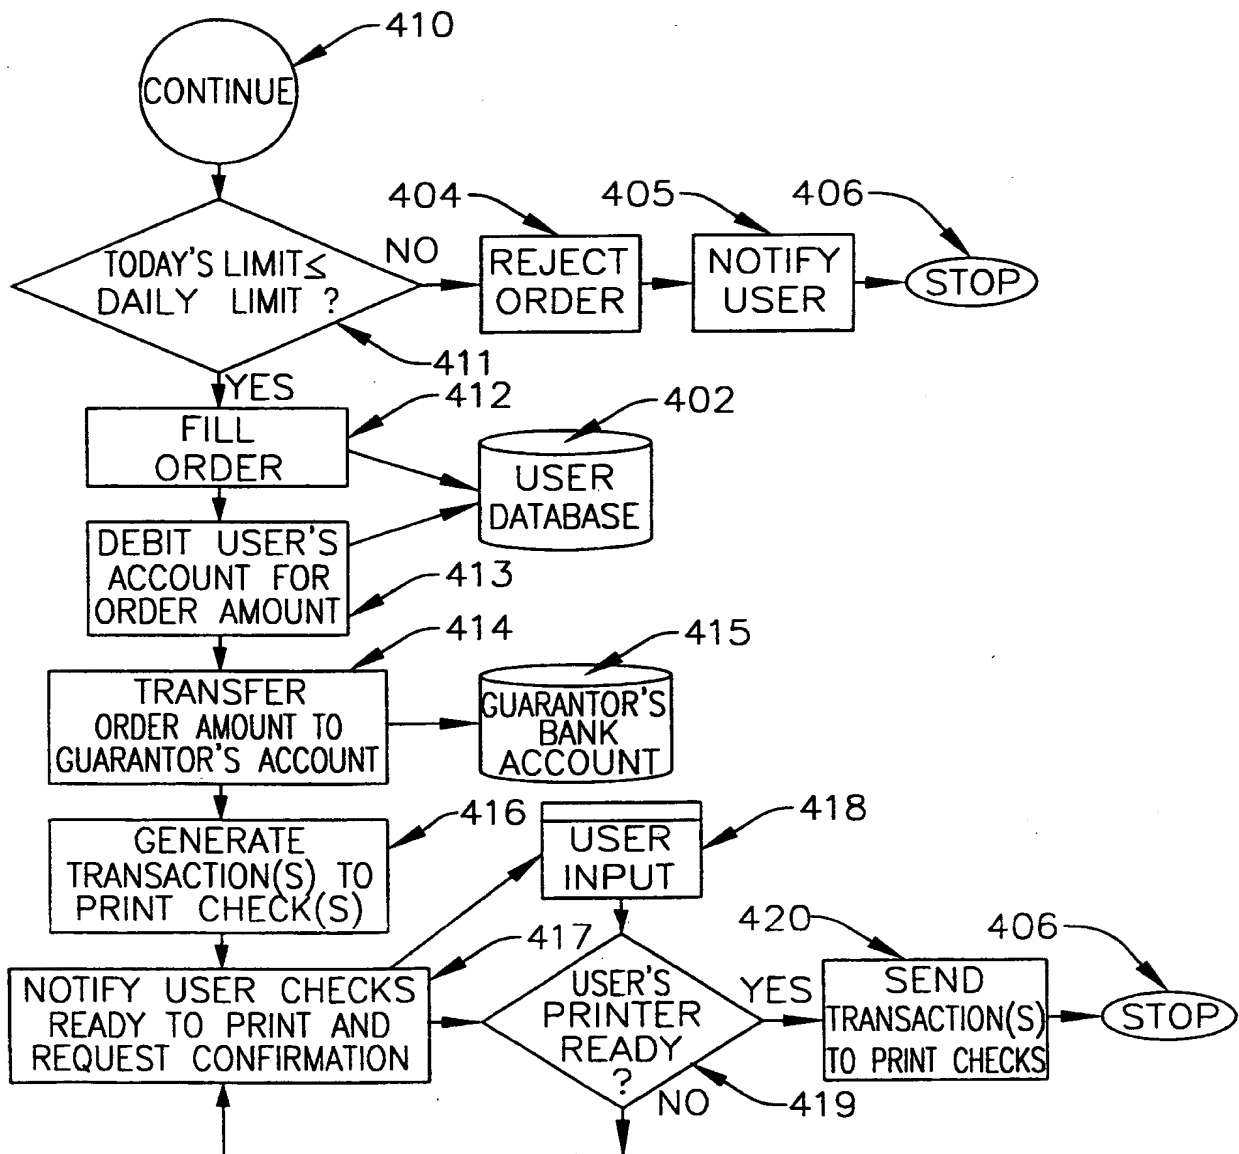 410
CONTINUE
404
405
406
TODAY'S LIMIT≤
DAILY LIMIT ?
NO
REJECT
ORDER
NOTIFY
USER
STOP
411
YES
412
402
FILL
ORDER
USER
DATABASE
DEBIT USER'S
ACCOUNT FOR
ORDER AMOUNT
413
414
415
TRANSFER
ORDER AMOUNT TO
GUARANTOR'S ACCOUNT
GUARANTOR'S
BANK
ACCOUNT
416
418
GENERATE
TRANSACTION(S) TO
PRINT CHECK(S)
USER
INPUT
417
420
406
NOTIFY USER CHECKS
READY TO PRINT AND
REQUEST CONFIRMATION
USER'S
PRINTER
READY
?
YES
SEND
TRANSACTION(S)
TO PRINT CHECKS
STOP
NO
419